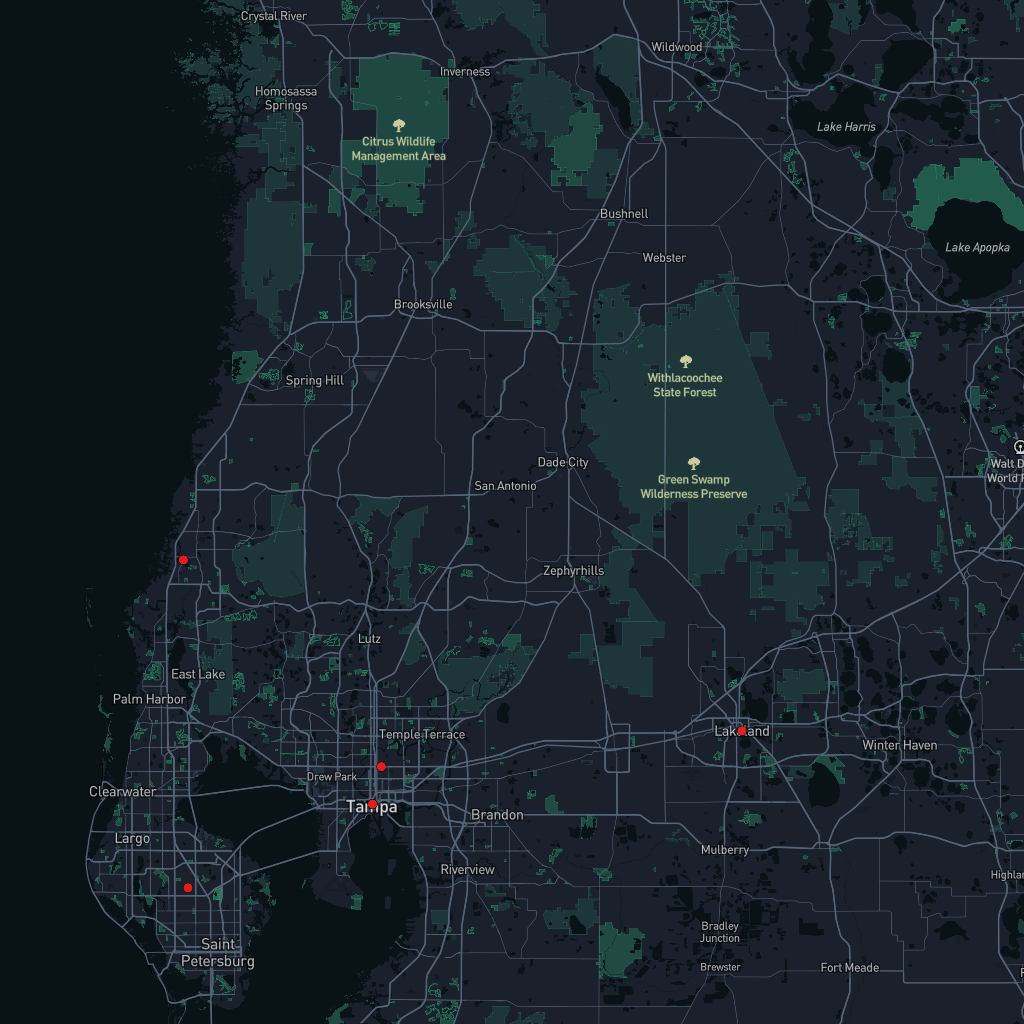 Crystal River
Wildwood
Inverness
Homosassa
Springs
Lake Harris
Citrus Wildlife
Management Area
Bushnell
Lake Apopka
Webster
Brooksville
Withlacoochee
State Forest
Spring Hill
Walt D
World
Dade City
San Antonio
Green Swamp
Wilderness Preserve
Zephyrhills
Lutz
East Lake
Palm Harbor
Temple Terrace
Lakeland
Winter Haven
Drew Park
Clearwater
Tampa
Brandon
Largo
Mulberry
Riverview
Highlan
Bradley
Junction
Saint
Petersburg
Brewster
Fort Meade